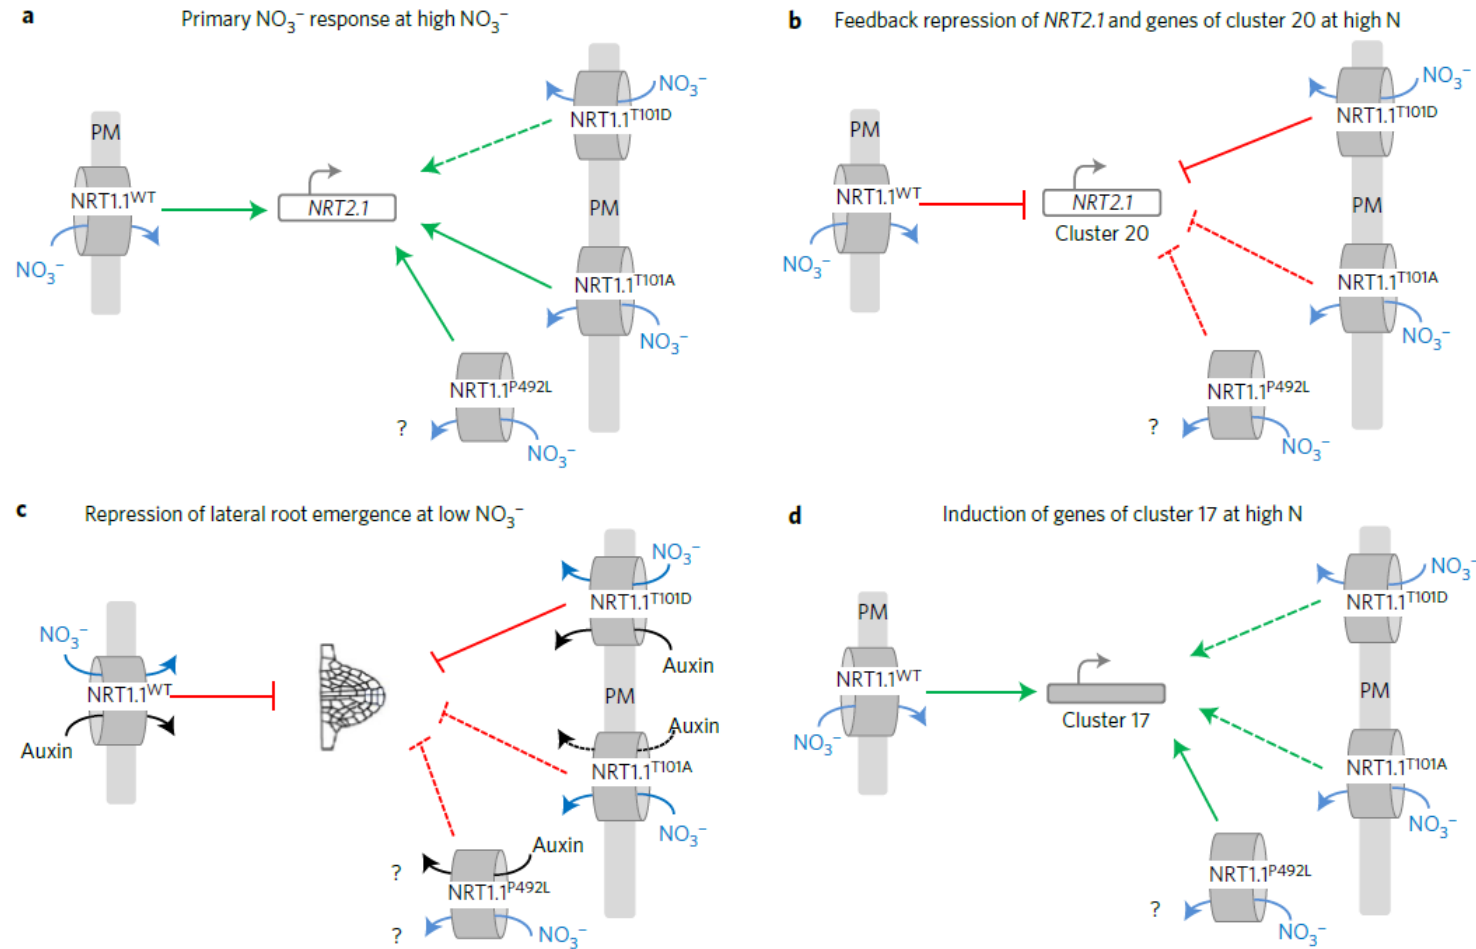 a Primary NO₃⁻ response at high NO₃⁻
NO₃⁻
NRT1.1ᵀ¹⁰¹ᴰ
PM
NRT1.1ᵂᵀ
NRT2.1
PM
NO₃⁻
NRT1.1ᵀ¹⁰¹ᴬ
NO₃⁻
NRT1.1ᴾ⁴⁹²ᴸ
?
NO₃⁻
b Feedback repression of NRT2.1 and genes of cluster 20 at high N
NO₃⁻
NRT1.1ᵀ¹⁰¹ᴰ
PM
NRT1.1ᵂᵀ
NRT2.1
PM
Cluster 20
NO₃⁻
NRT1.1ᵀ¹⁰¹ᴬ
NO₃⁻
NRT1.1ᴾ⁴⁹²ᴸ
?
NO₃⁻
c Repression of lateral root emergence at low NO₃⁻
NO₃⁻
NRT1.1ᵀ¹⁰¹ᴰ
NO₃⁻
Auxin
NRT1.1ᵂᵀ
PM
Auxin
Auxin
NRT1.1ᵀ¹⁰¹ᴬ
NO₃⁻
Auxin
?
NRT1.1ᴾ⁴⁹²ᴸ
?
NO₃⁻
d Induction of genes of cluster 17 at high N
NO₃⁻
NRT1.1ᵀ¹⁰¹ᴰ
PM
NRT1.1ᵂᵀ
PM
Cluster 17
NO₃⁻
NRT1.1ᵀ¹⁰¹ᴬ
NO₃⁻
NRT1.1ᴾ⁴⁹²ᴸ
?
NO₃⁻